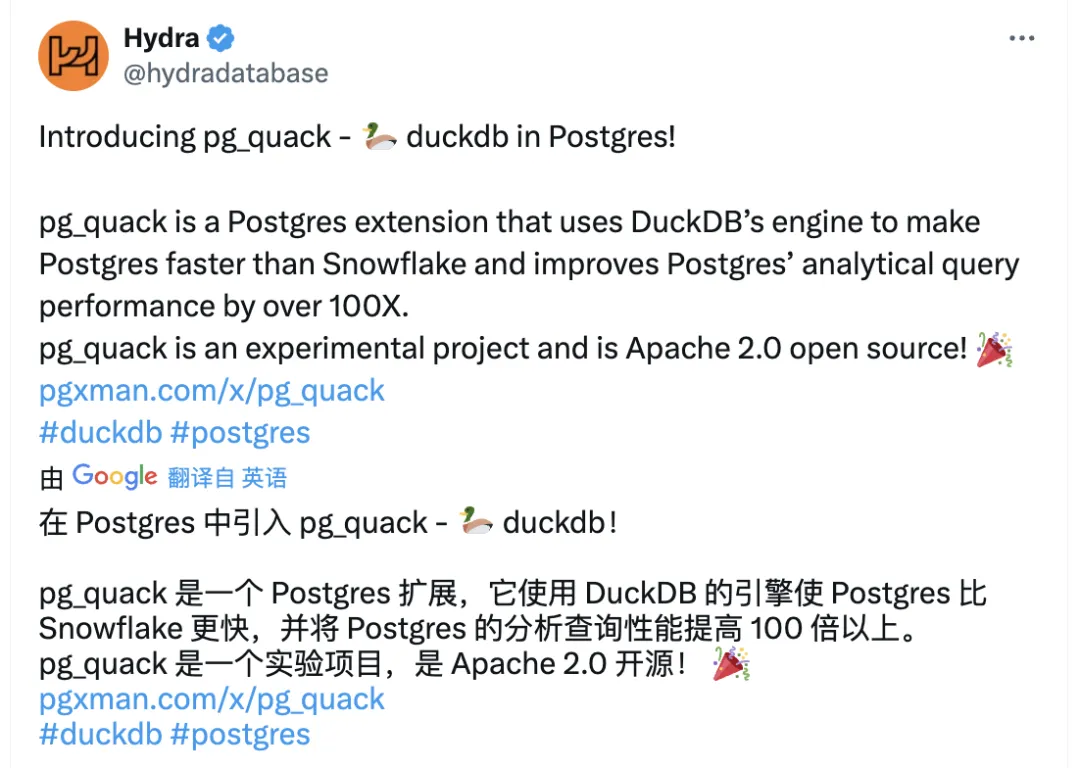 Hydra
@hydradatabase
Introducing pg_quack - 🦆 duckdb in Postgres!
pg_quack is a Postgres extension that uses DuckDB’s engine to make
Postgres faster than Snowflake and improves Postgres’ analytical query
performance by over 100X.
pg_quack is an experimental project and is Apache 2.0 open source! 🎉
pgxman.com/x/pg_quack
#duckdb #postgres
由 Google 翻译自 英语
在 Postgres 中引入 pg_quack - 🦆 duckdb！
pg_quack 是一个 Postgres 扩展，它使用 DuckDB 的引擎使 Postgres 比
Snowflake 更快，并将 Postgres 的分析查询性能提高 100 倍以上。
pg_quack 是一个实验项目，是 Apache 2.0 开源！ 🎉
pgxman.com/x/pg_quack
#duckdb #postgres